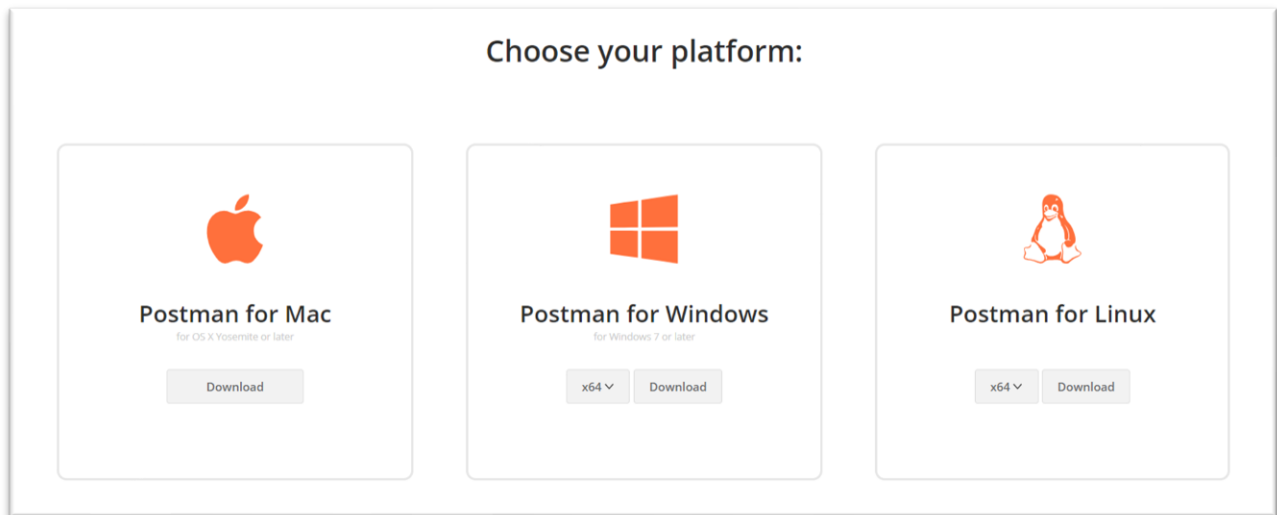 Choose your platform:
Postman for Mac
for OS X Yosemite or later
Download
Postman for Windows
for Windows 7 or later
x64 Download
Postman for Linux
x64 Download